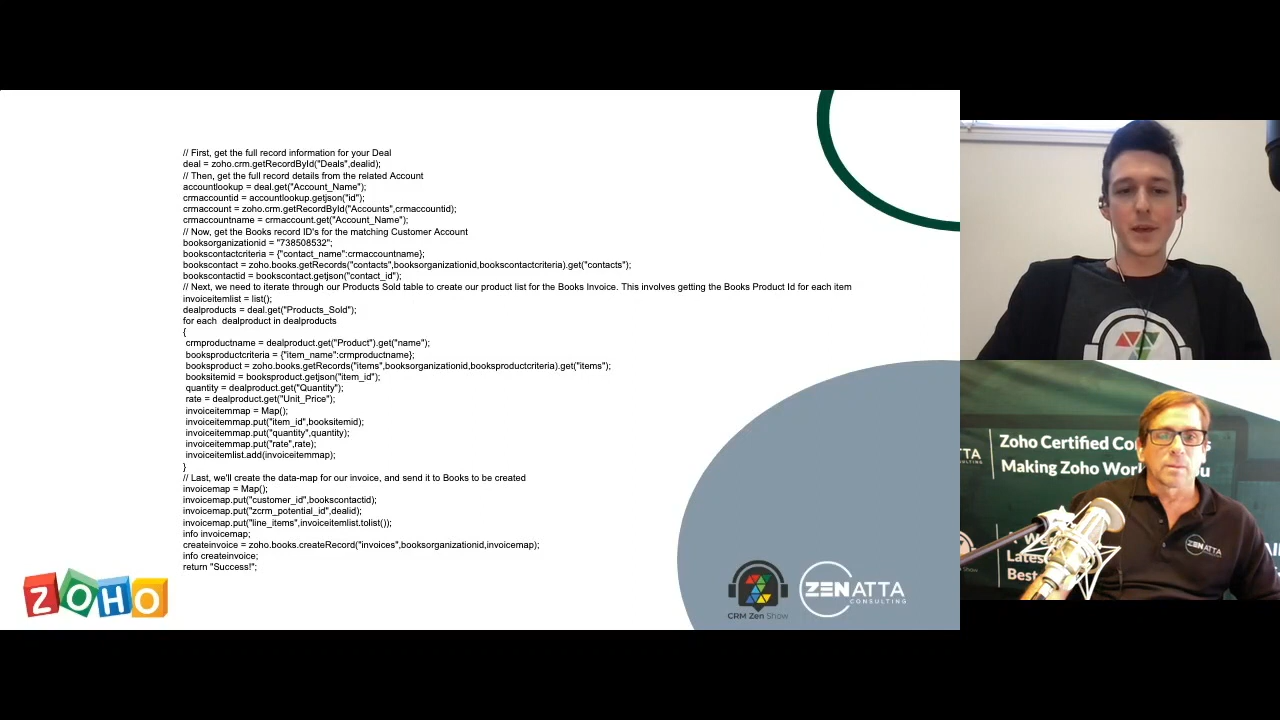 // First, get the full record information for your Deal
deal = zoho.crm.getRecordById("Deals",dealid);
// Then, get the full record details from the related Account
accountlookup = deal.get("Account_Name");
crmaccountid = accountlookup.getjson("id");
crmaccount = zoho.crm.getRecordById("Accounts",crmaccountid);
crmaccountname = crmaccount.get("Account_Name");
// Now, get the Books record ID's for the matching Customer Account
booksorganizationid = "738508532";
bookscontactcriteria = {"contact_name":crmaccountname};
bookscontact = zoho.books.getRecords("contacts",booksorganizationid,bookscontactcriteria).get("contacts");
bookscontactid = bookscontact.getjson("contact_id");
// Next, we need to iterate through our Products Sold table to create our product list for the Books Invoice. This involves getting the Books Product Id for each item
invoiceitemlist = list();
dealproducts = deal.get("Products_Sold");
for each  dealproduct in dealproducts
{
crmproductname = dealproduct.get("Product").get("name");
booksproductcriteria = {"item_name":crmproductname};
booksproduct = zoho.books.getRecords("items",booksorganizationid,booksproductcriteria).get("items");
booksitemid = booksproduct.getjson("item_id");
quantity = dealproduct.get("Quantity");
rate = dealproduct.get("Unit_Price");
invoiceitemmap = Map();
invoiceitemmap.put("item_id",booksitemid);
invoiceitemmap.put("quantity",quantity);
invoiceitemmap.put("rate",rate);
invoiceitemlist.add(invoiceitemmap);
}
// Last, we'll create the data-map for our invoice, and send it to Books to be created
invoicemap = Map();
invoicemap.put("customer_id",bookscontactid);
invoicemap.put("zcrm_potential_id",dealid);
invoicemap.put("line_items",invoiceitemlist.tolist());
info invoicemap;
createinvoice = zoho.books.createRecord("invoices",booksorganizationid,invoicemap);
info createinvoice;
return "Success!";
ZOHO
CRM Zen Show
ZENATTA
CONSULTING
Zoho Certified
Making Zoho
ZENATTA